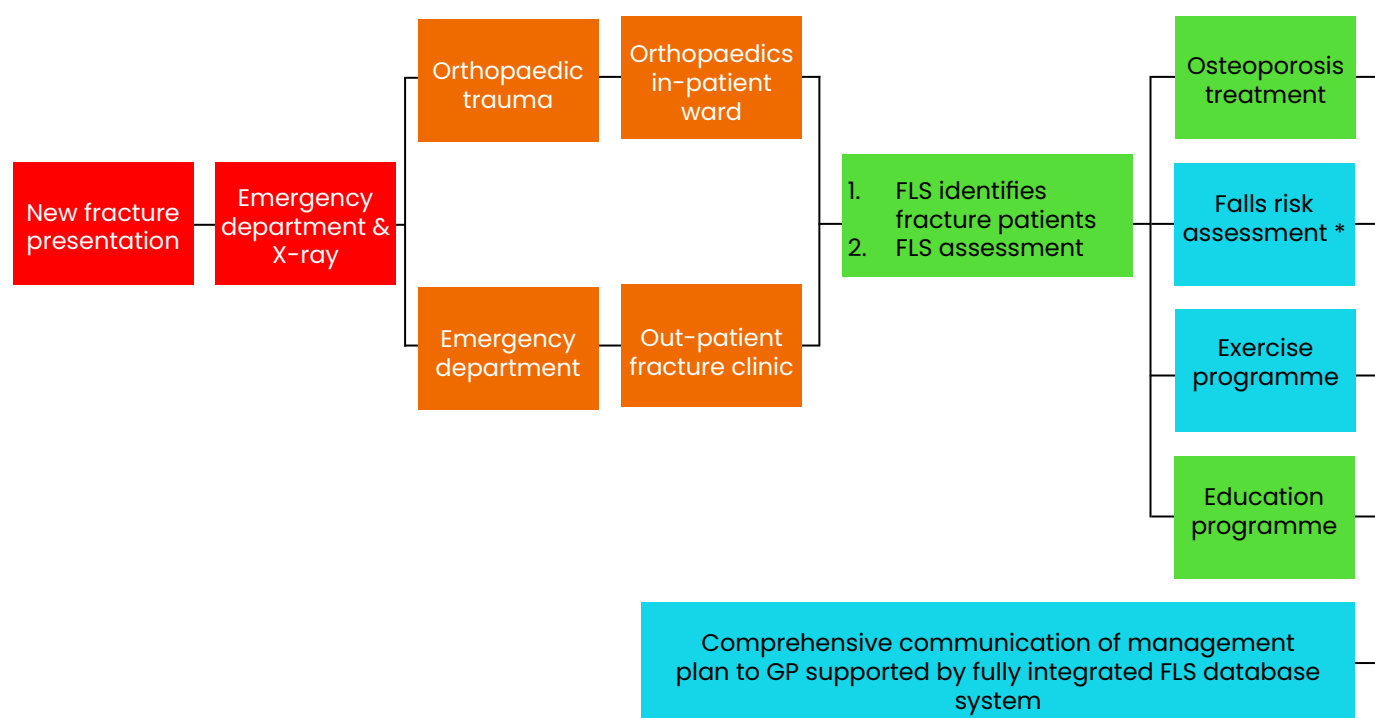 New fracture
presentation
Emergency
department &
X-ray
Orthopaedic
trauma
Orthopaedics
in-patient
ward
Emergency
department
Out-patient
fracture clinic
1. FLS identifies
fracture patients
2. FLS assessment
Osteoporosis
treatment
Falls risk
assessment *
Exercise
programme
Education
programme
Comprehensive communication of management
plan to GP supported by fully integrated FLS database
system